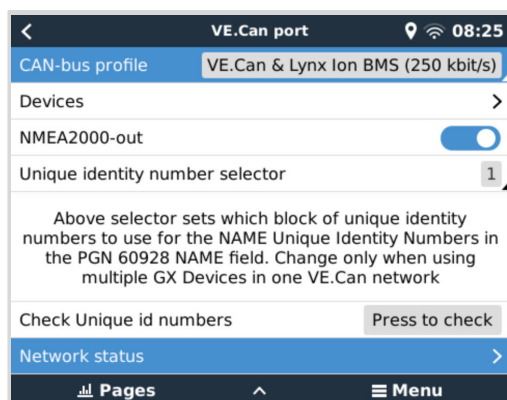 VE.Can port 08:25
CAN-bus profile VE.Can & Lynx Ion BMS (250 kbit/s)
Devices
NMEA2000-out
Unique identity number selector 1
Above selector sets which block of unique identity
numbers to use for the NAME Unique Identity Numbers in
the PGN 60928 NAME field. Change only when using
multiple GX Devices in one VE.Can network
Check Unique id numbers Press to check
Network status
Pages Menu